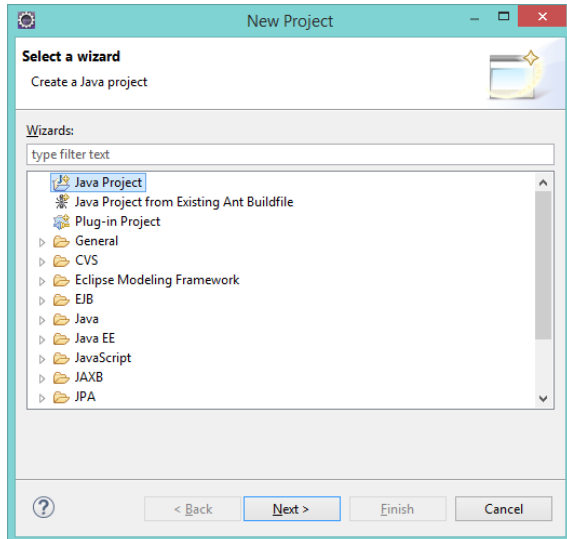 New Project
Select a wizard
Create a Java project
Wizards:
type filter text
Java Project
Java Project from Existing Ant Buildfile
Plug-in Project
General
CVS
Eclipse Modeling Framework
EJB
Java
Java EE
JavaScript
JAXB
JPA
? < Back Next > Finish Cancel